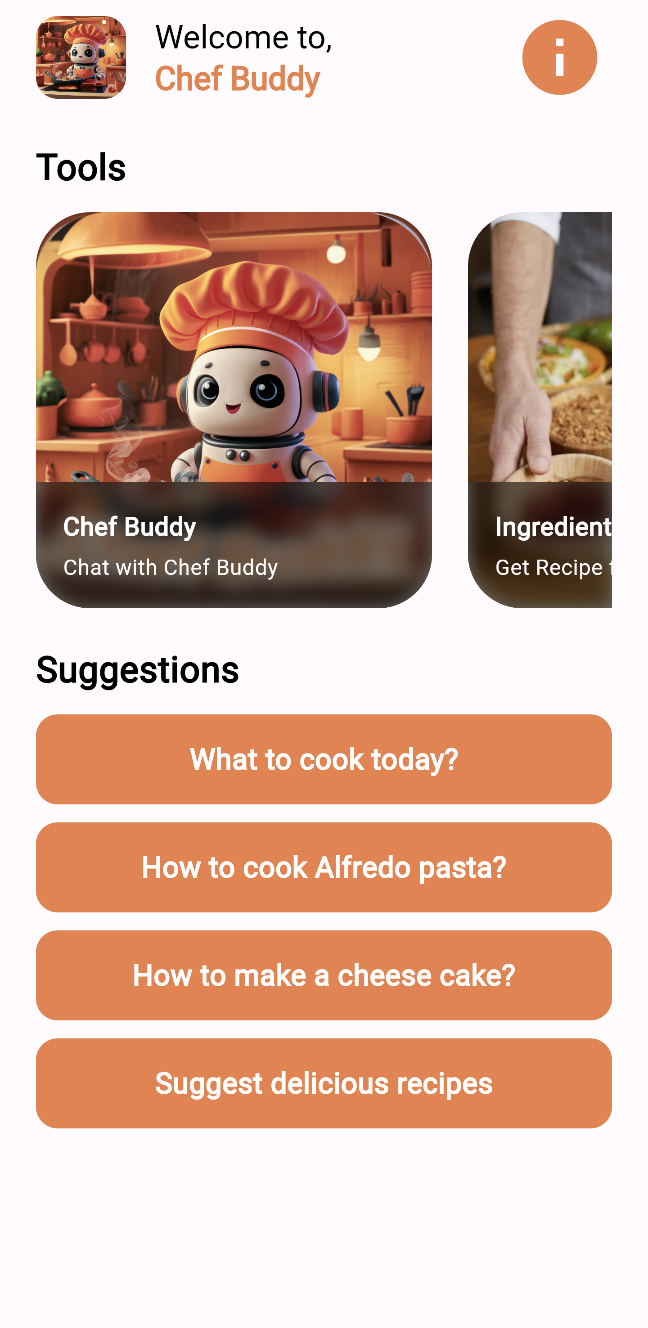 Welcome to,
Chef Buddy
i
Tools
Chef Buddy
Chat with Chef Buddy
Ingredient
Get Recipe
Suggestions
What to cook today?
How to cook Alfredo pasta?
How to make a cheese cake?
Suggest delicious recipes